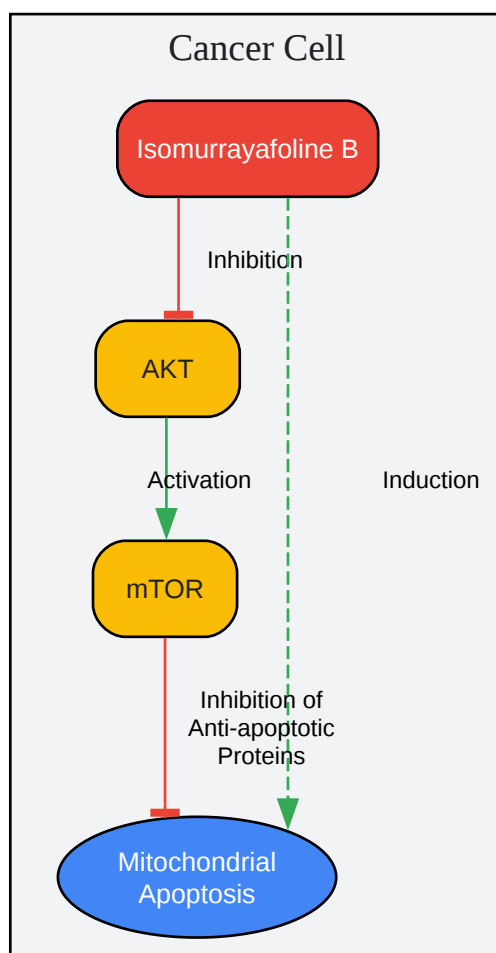 Cancer Cell
Isomurrayafoline B
Inhibition
AKT
Activation
Induction
mTOR
Inhibition of
Anti-apoptotic
Proteins
Mitochondrial
Apoptosis